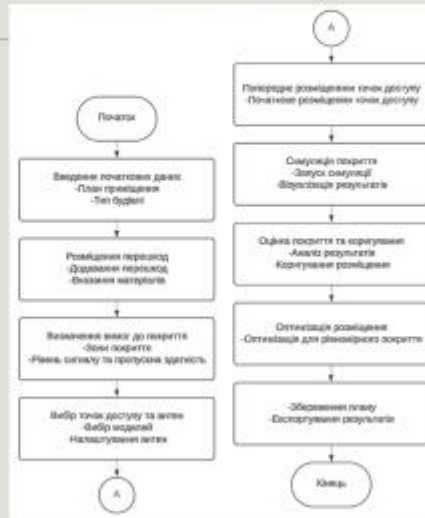 Початок
Введення початкових даних
-План приміщення
-Тип будівлі
Розміщення перешкод
-Додавання перешкод
-Вказання матеріалів
Визначення вимог до покриття
-Зони покриття
-Рівень сигналу та пропускна здатність
Вибір точок доступу та антен
-Вибір моделей
-Налаштування антен
А
А
Попереднє розміщення точок доступу
-Початкове розміщення точок доступу
Симуляція покриття
-Запуск симуляції
-Візуалізація результатів
Оцінка покриття та коригування
-Аналіз результатів
-Коригування розміщення
Оптимізація розміщення
-Оптимізація для рівномірного покриття
-Збереження плану
-Експортування результатів
Кінець